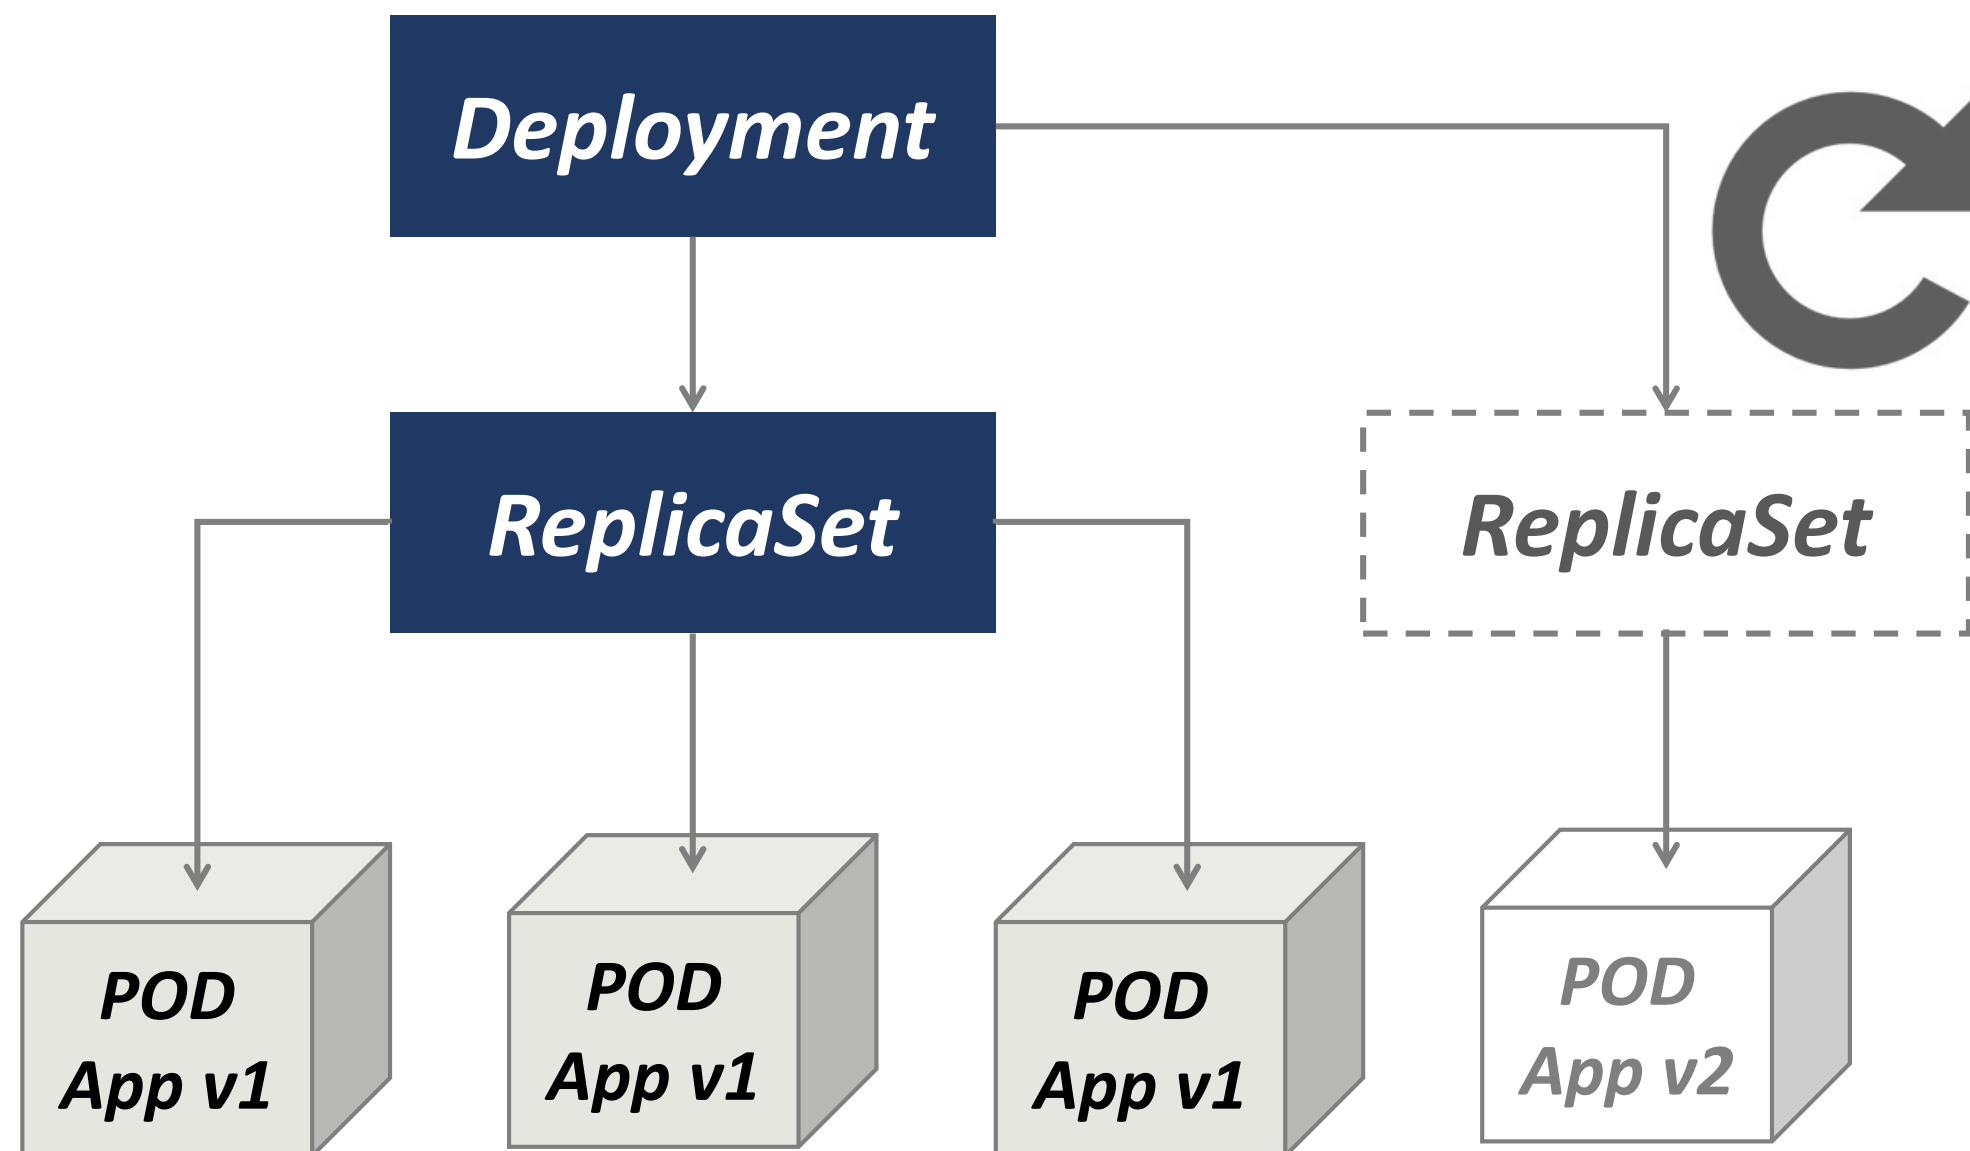 Deployment
ReplicaSet
ReplicaSet
POD
App v1
POD
App v1
POD
App v1
POD
App v2